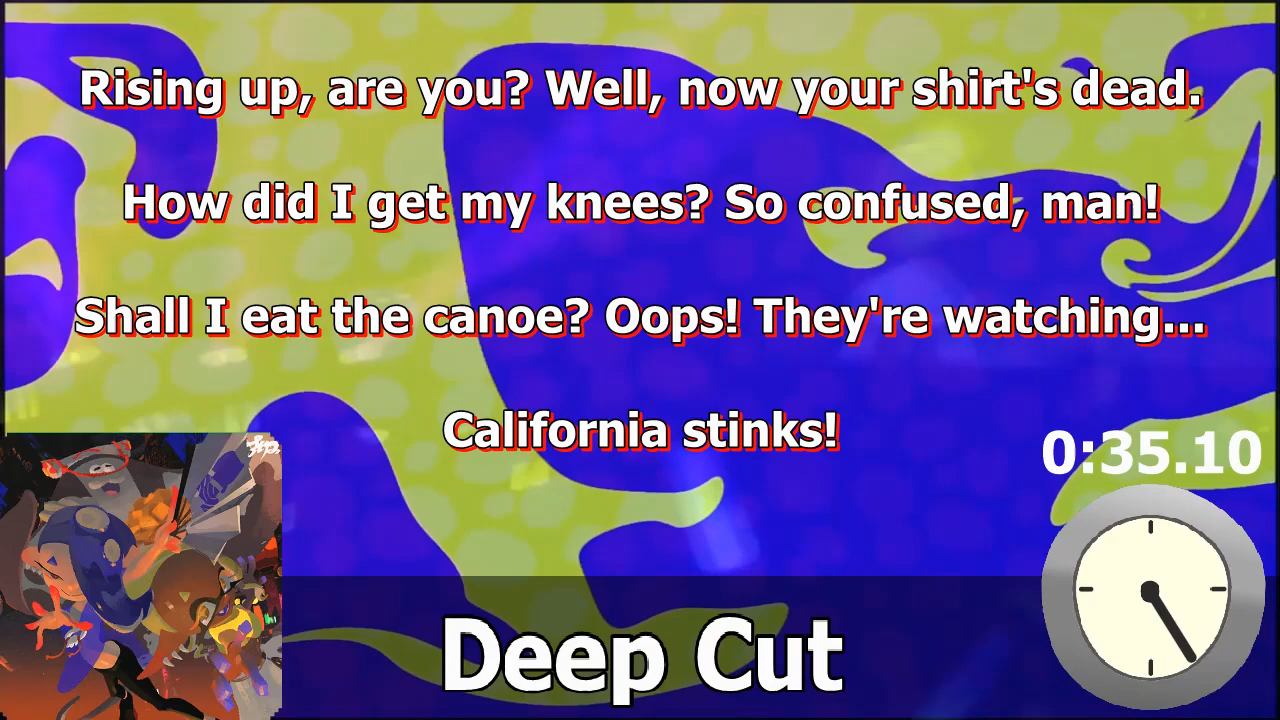 Rising up, are you? Well, now your shirt's dead.
How did I get my knees? So confused, man!
Shall I eat the canoe? Oops! They're watching...
California stinks!
0:35.10
Deep Cut